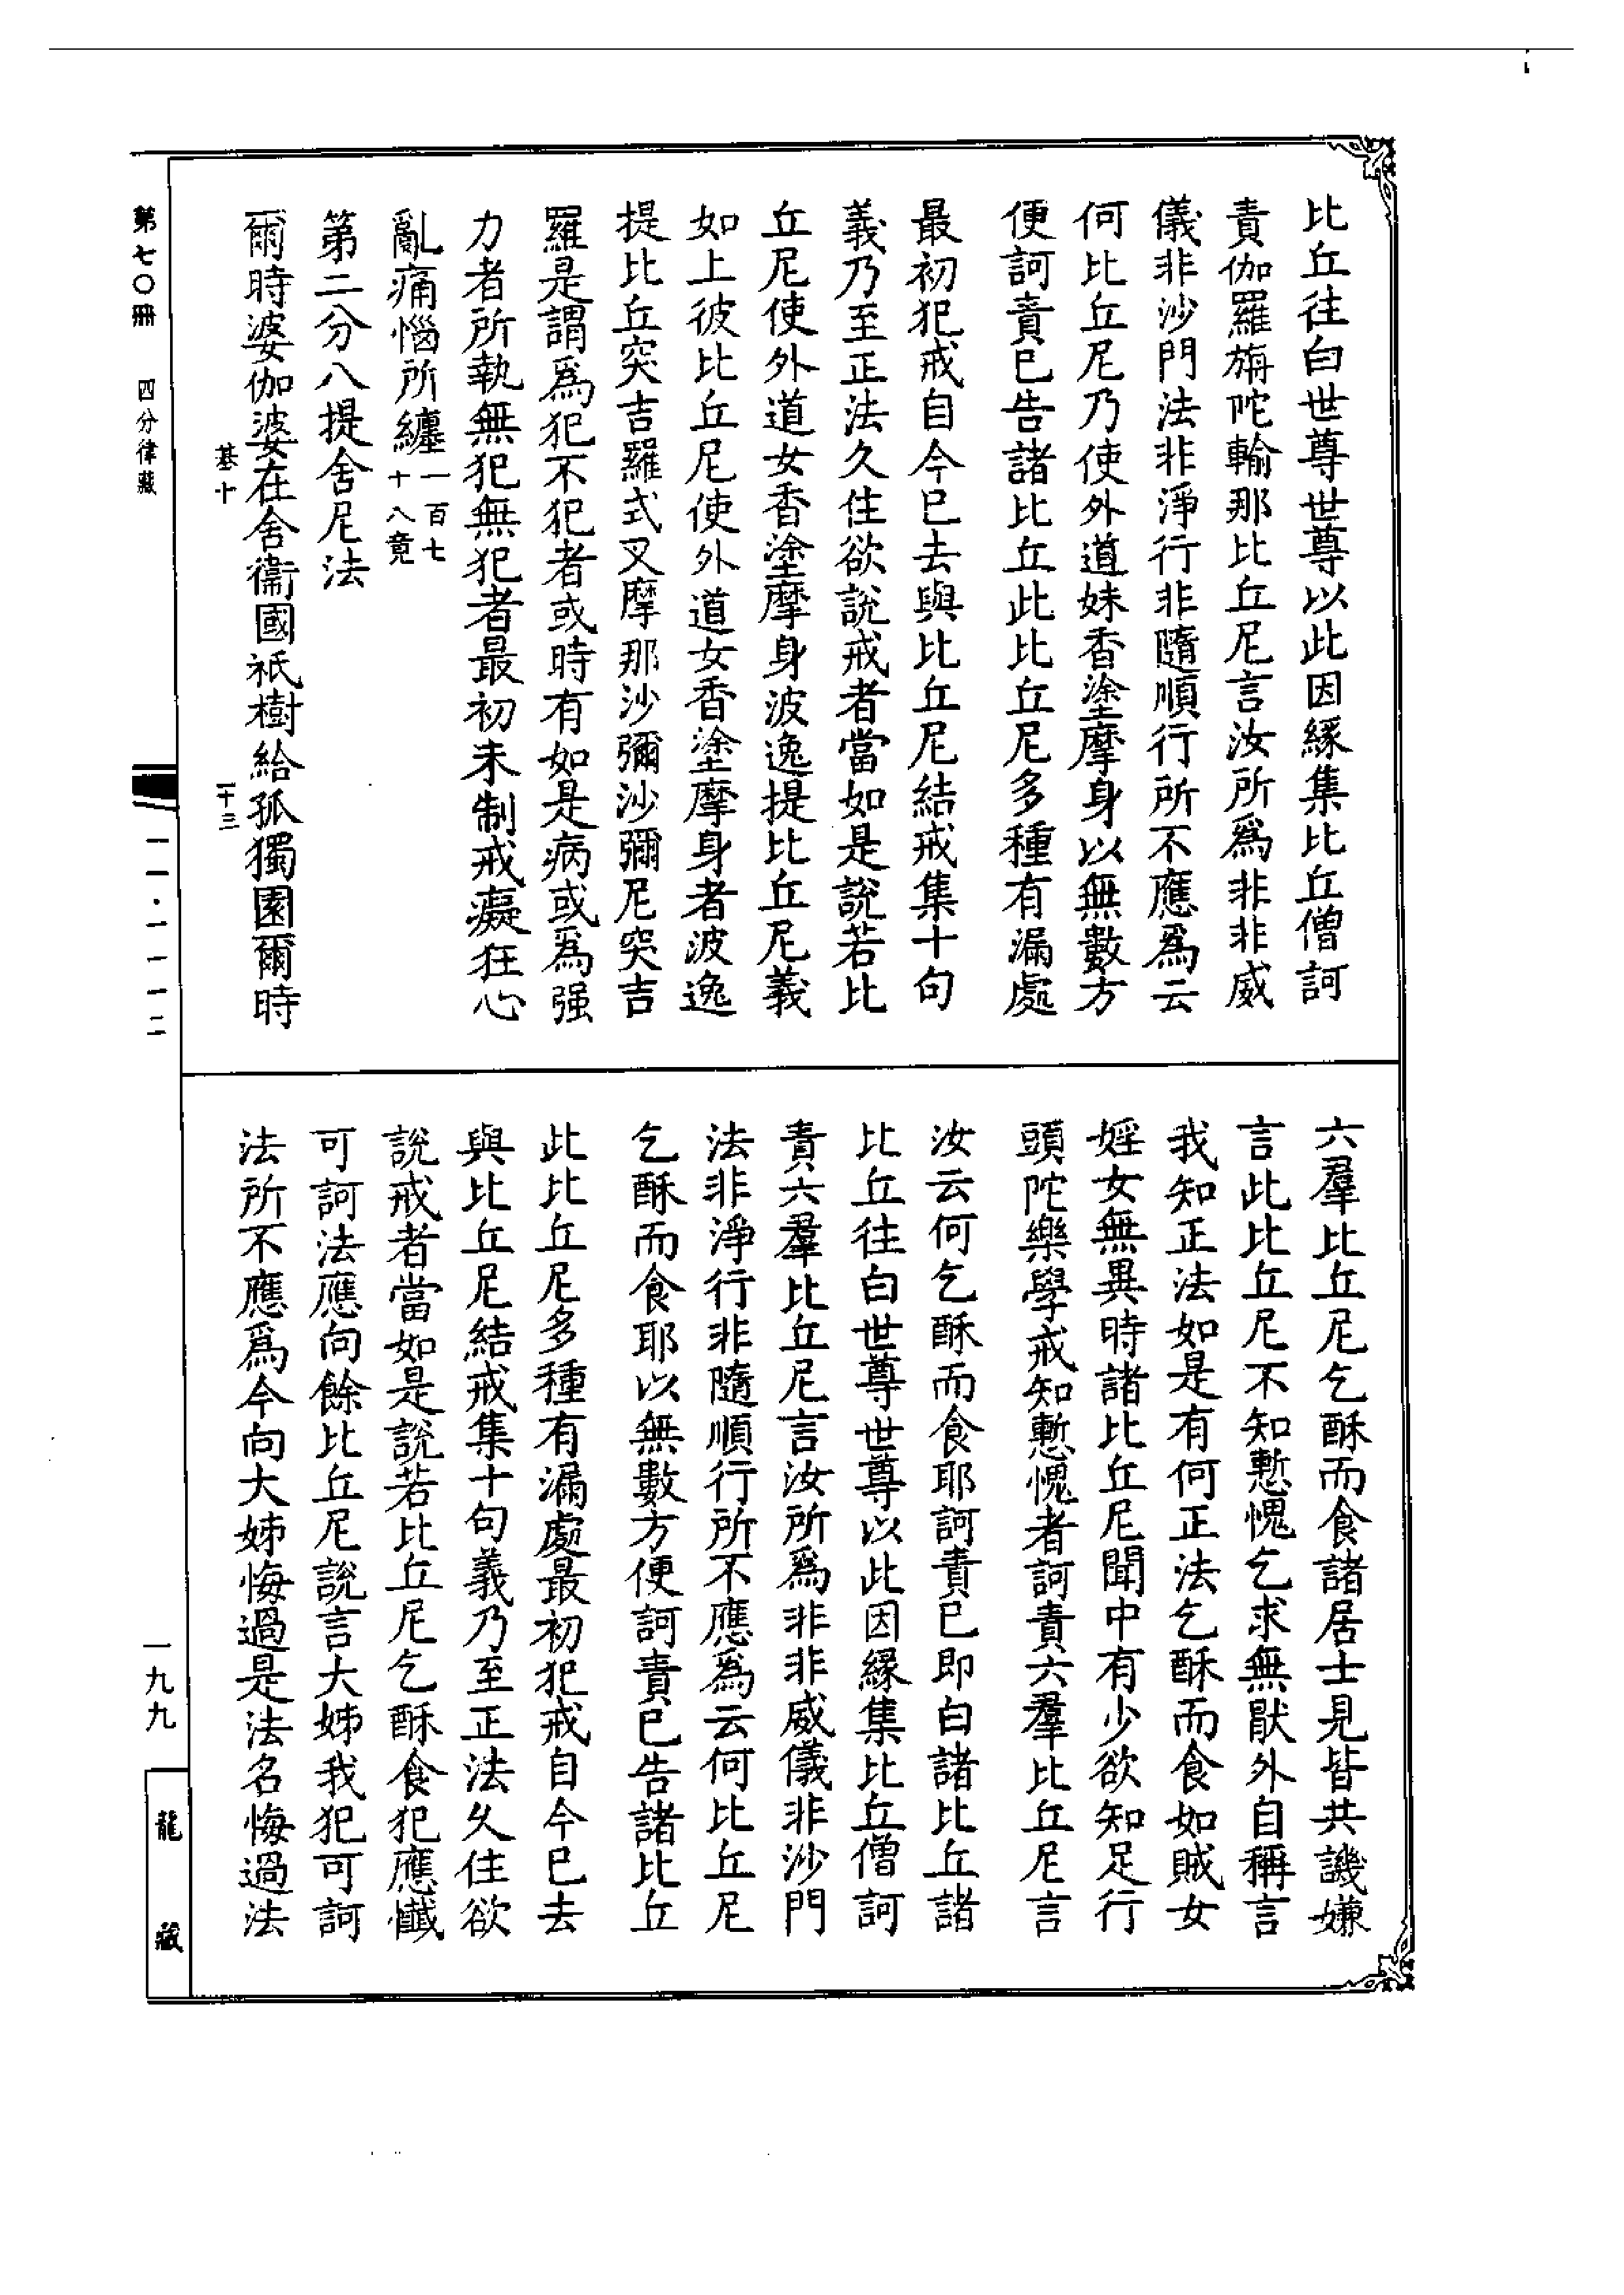 比丘往白世尊世尊以此因緣集比丘僧訶
責伽羅旃陀輸那比丘尼言汝所爲非非威
儀非沙門法非淨行非隨順行所不應爲云
何比丘尼乃使外道妹香塗摩身以無數方
便訶責已告諸比丘此比丘尼多種有漏處
最初犯戒自今已去與比丘尼結戒集十句
義乃至正法久住欲說戒者當如是說若比
丘尼使外道女香塗摩身波逸提比丘尼義
如上彼比丘尼使外道女香塗摩身者波逸
提比丘突吉羅式叉摩那沙彌沙彌尼突吉
羅是謂爲犯不犯者或時有如是病或爲强
力者所執無犯無犯者最初未制戒癡狂心
亂痛惱所纏一百七十八竟
第二分八提舍尼法
爾時婆伽婆在舍衞國祇樹給孤獨園爾時
基十
十三
六羣比丘尼乞酥而食諸居士見皆共譏嫌
言此比丘尼不知慙愧乞求無猒外自稱言
我知正法如是有何正法乞酥而食如賊女
婬女無異時諸比丘尼聞中有少欲知足行
頭陀樂學戒知慙愧者訶責六羣比丘尼言
汝云何乞酥而食耶訶責已即白諸比丘諸
比丘往白世尊世尊以此因緣集比丘僧訶
責六羣比丘尼言汝所爲非非威儀非沙門
法非淨行非隨順行所不應爲云何比丘尼
乞酥而食耶以無數方便訶責已告諸比丘
此比丘尼多種有漏處最初犯戒自今已去
與比丘尼結戒集十句義乃至正法久住欲
說戒者當如是說若比丘尼乞酥食犯應懺
可訶法應向餘比丘尼說言大姊我犯可訶
法所不應爲今向大姊悔過是法名悔過法
第七〇冊 四分律藏
一一·一一一二
一九九
龍藏